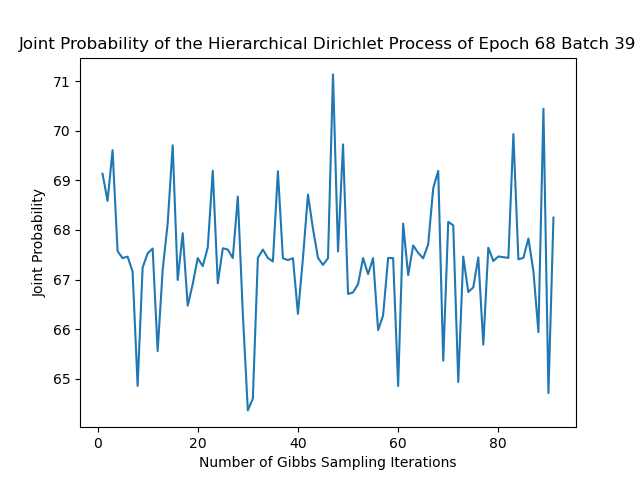 Joint Probability of the Hierarchical Dirichlet Process of Epoch 68 Batch 39
71
70
69
68
67
66
65
Joint Probability
0 20 40 60 80
Number of Gibbs Sampling Iterations